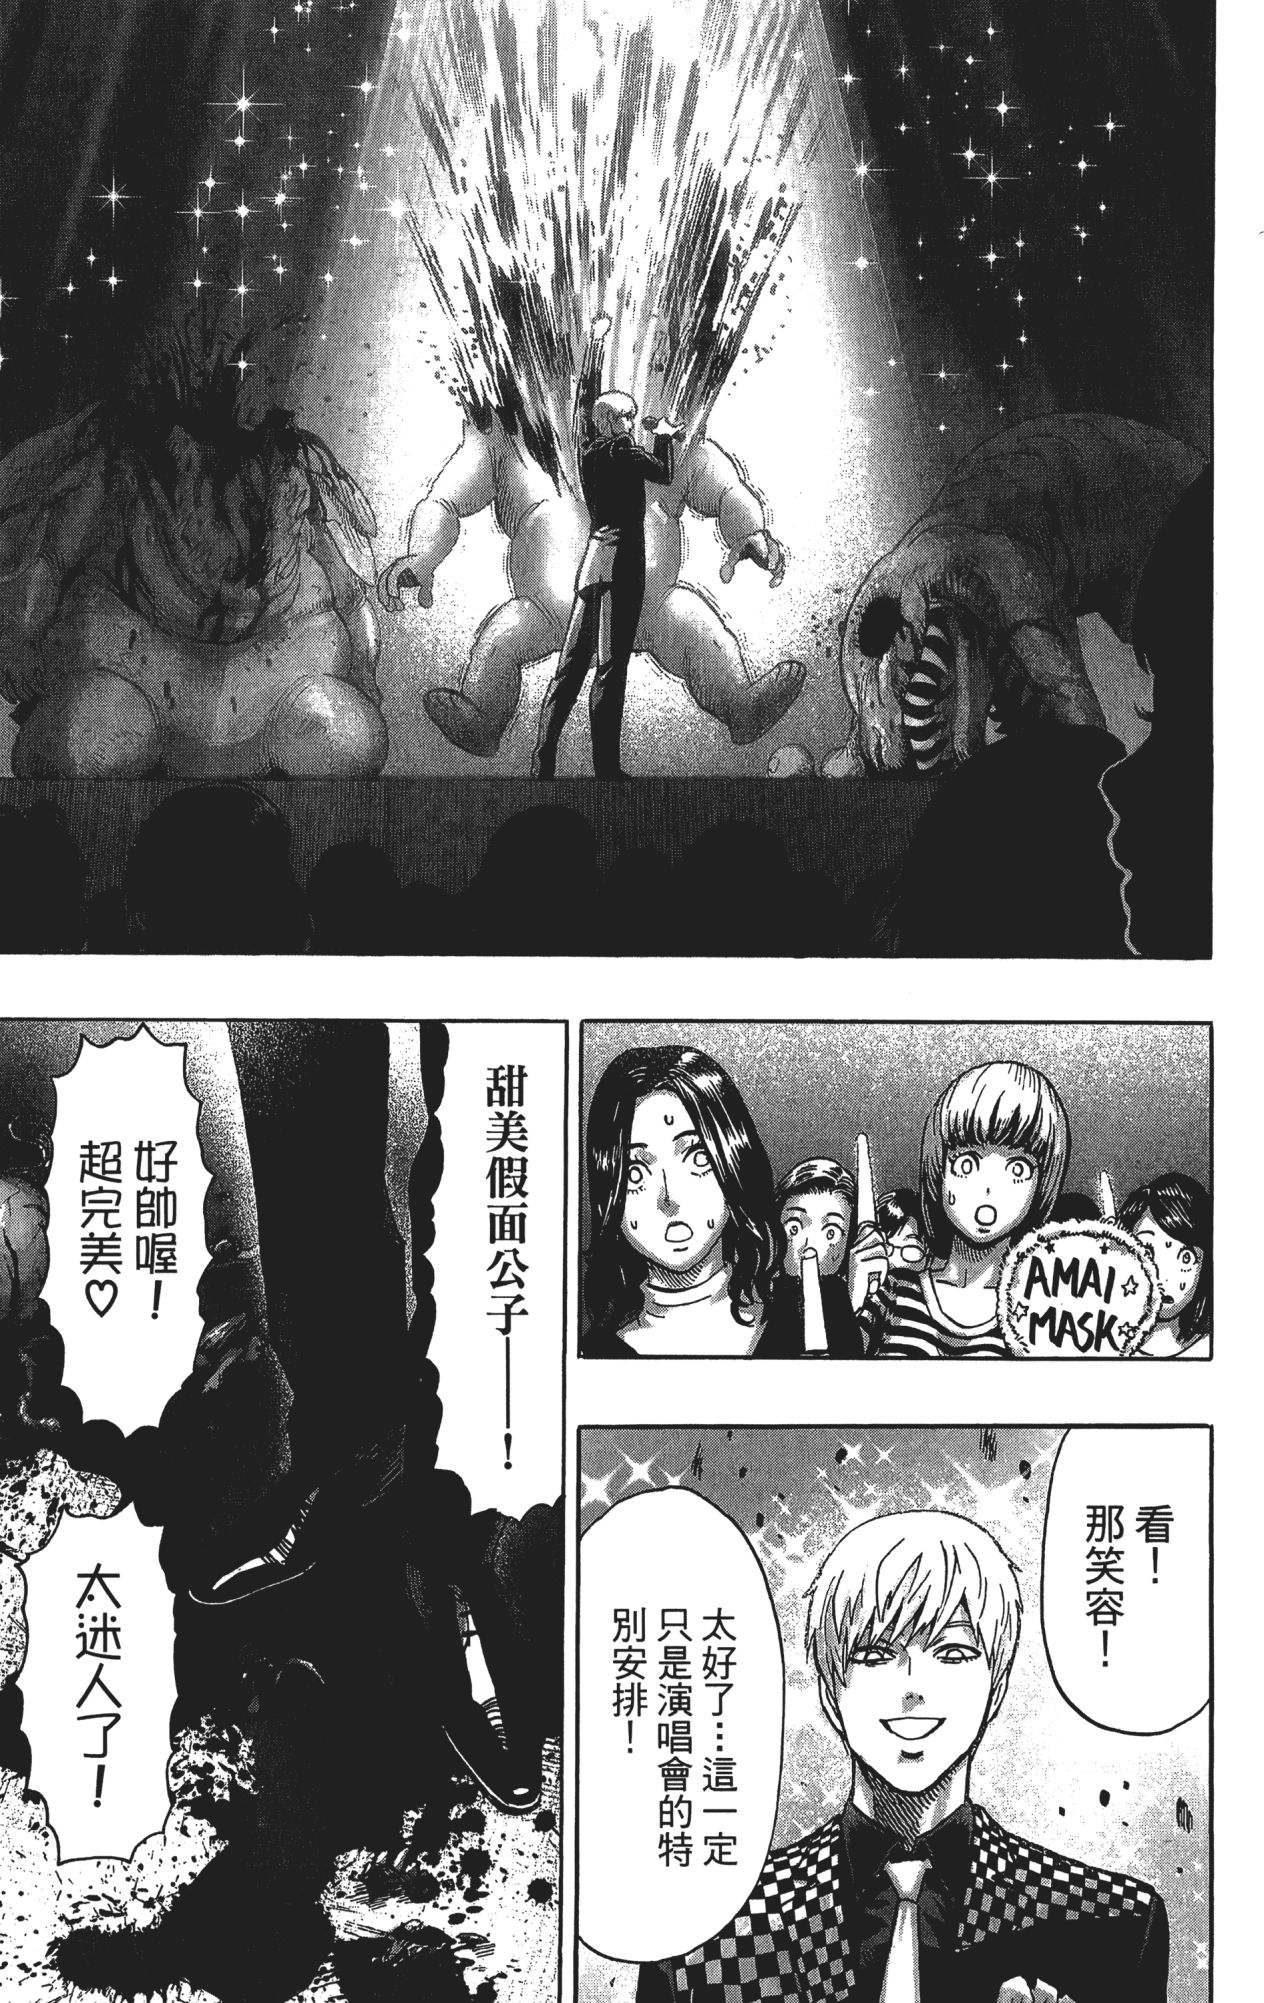 AMAI
MASK
看！
那笑容！
太好了…這一定
只是演唱會的特
別安排！
甜美假面公子——！
好帥喔！
超完美♡
太迷人了！